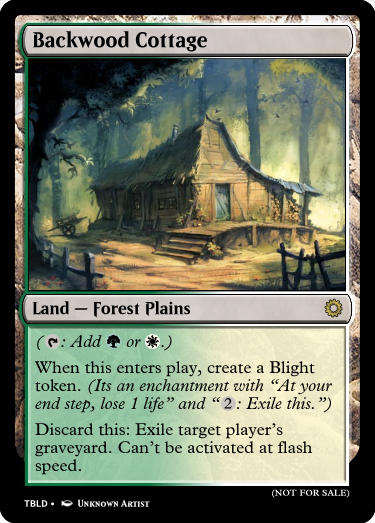 Backwood Cottage
Land — Forest Plains
(T: Add G or W.)
When this enters play, create a Blight
token. (Its an enchantment with “At your
end step, lose 1 life” and “2: Exile this.”)
Discard this: Exile target player’s
graveyard. Can’t be activated at flash
speed.
(NOT FOR SALE)
TBLD • Unknown Artist